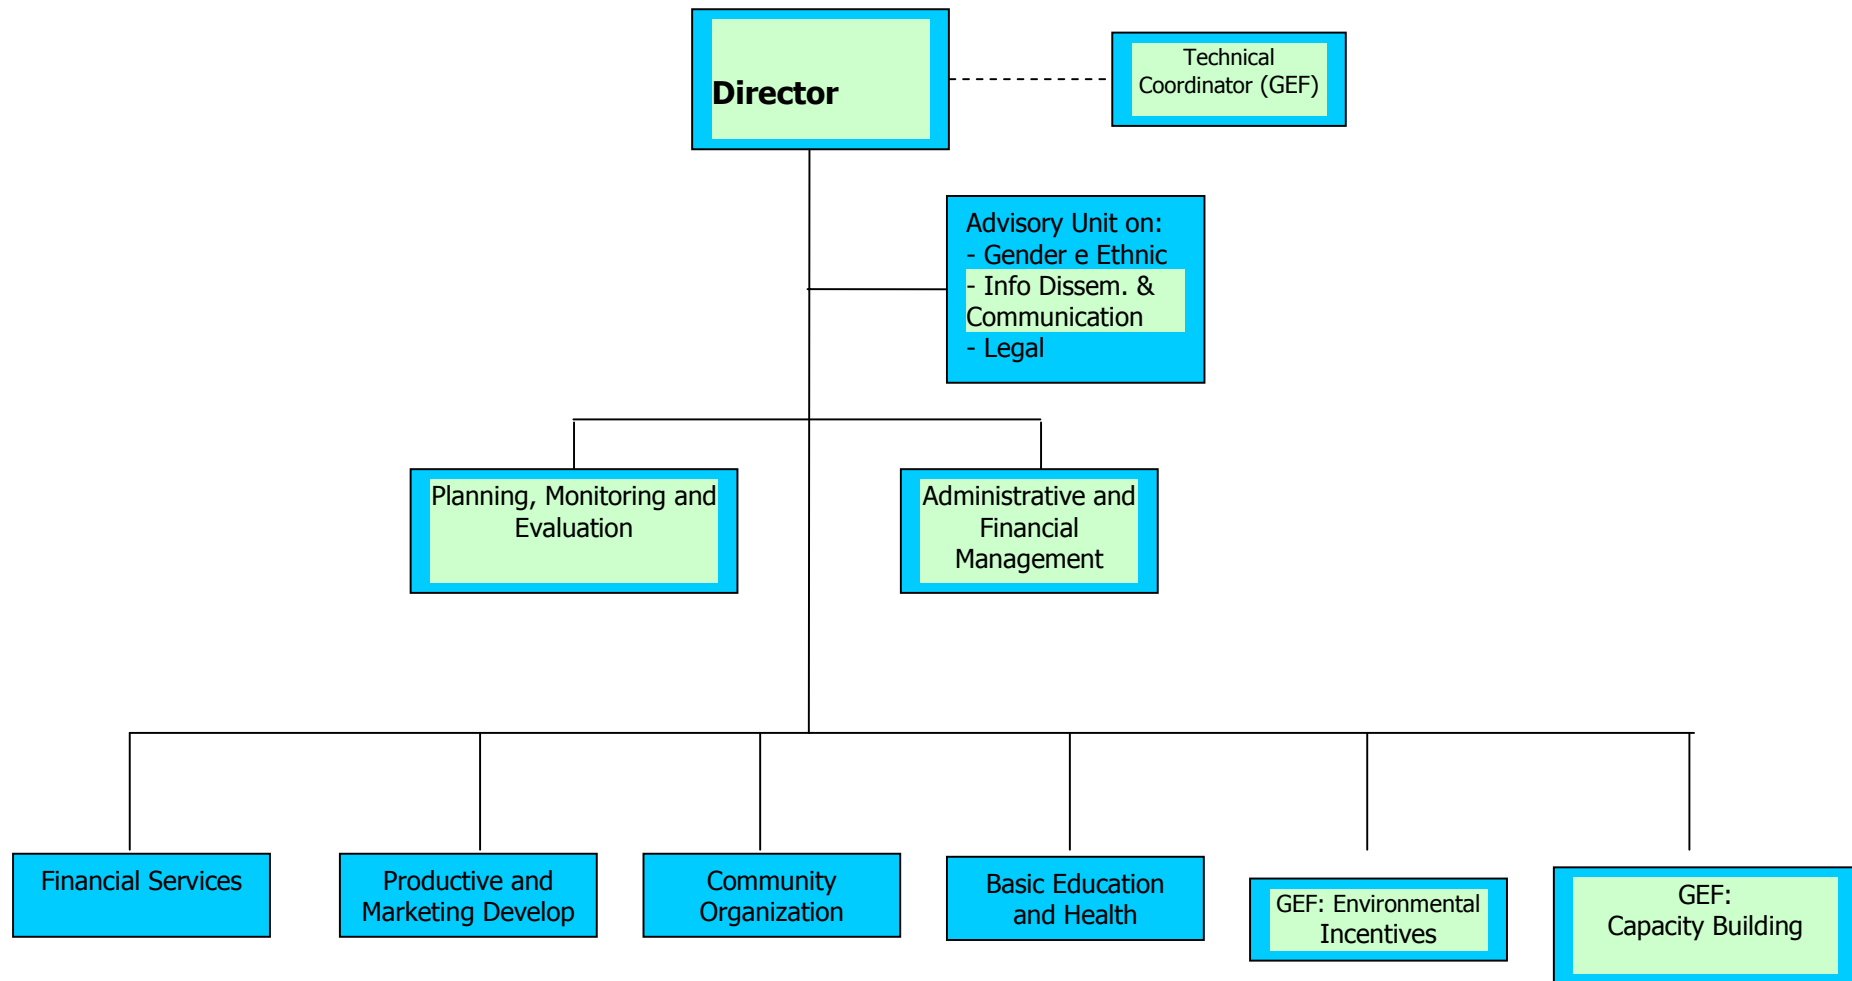 Director
Technical
Coordinator (GEF)
Advisory Unit on:
- Gender e Ethnic
- Info Dissem. &
Communication
- Legal
Planning, Monitoring and
Evaluation
Administrative and
Financial
Management
Financial Services
Productive and
Marketing Develop
Community
Organization
Basic Education
and Health
GEF: Environmental
Incentives
GEF:
Capacity Building